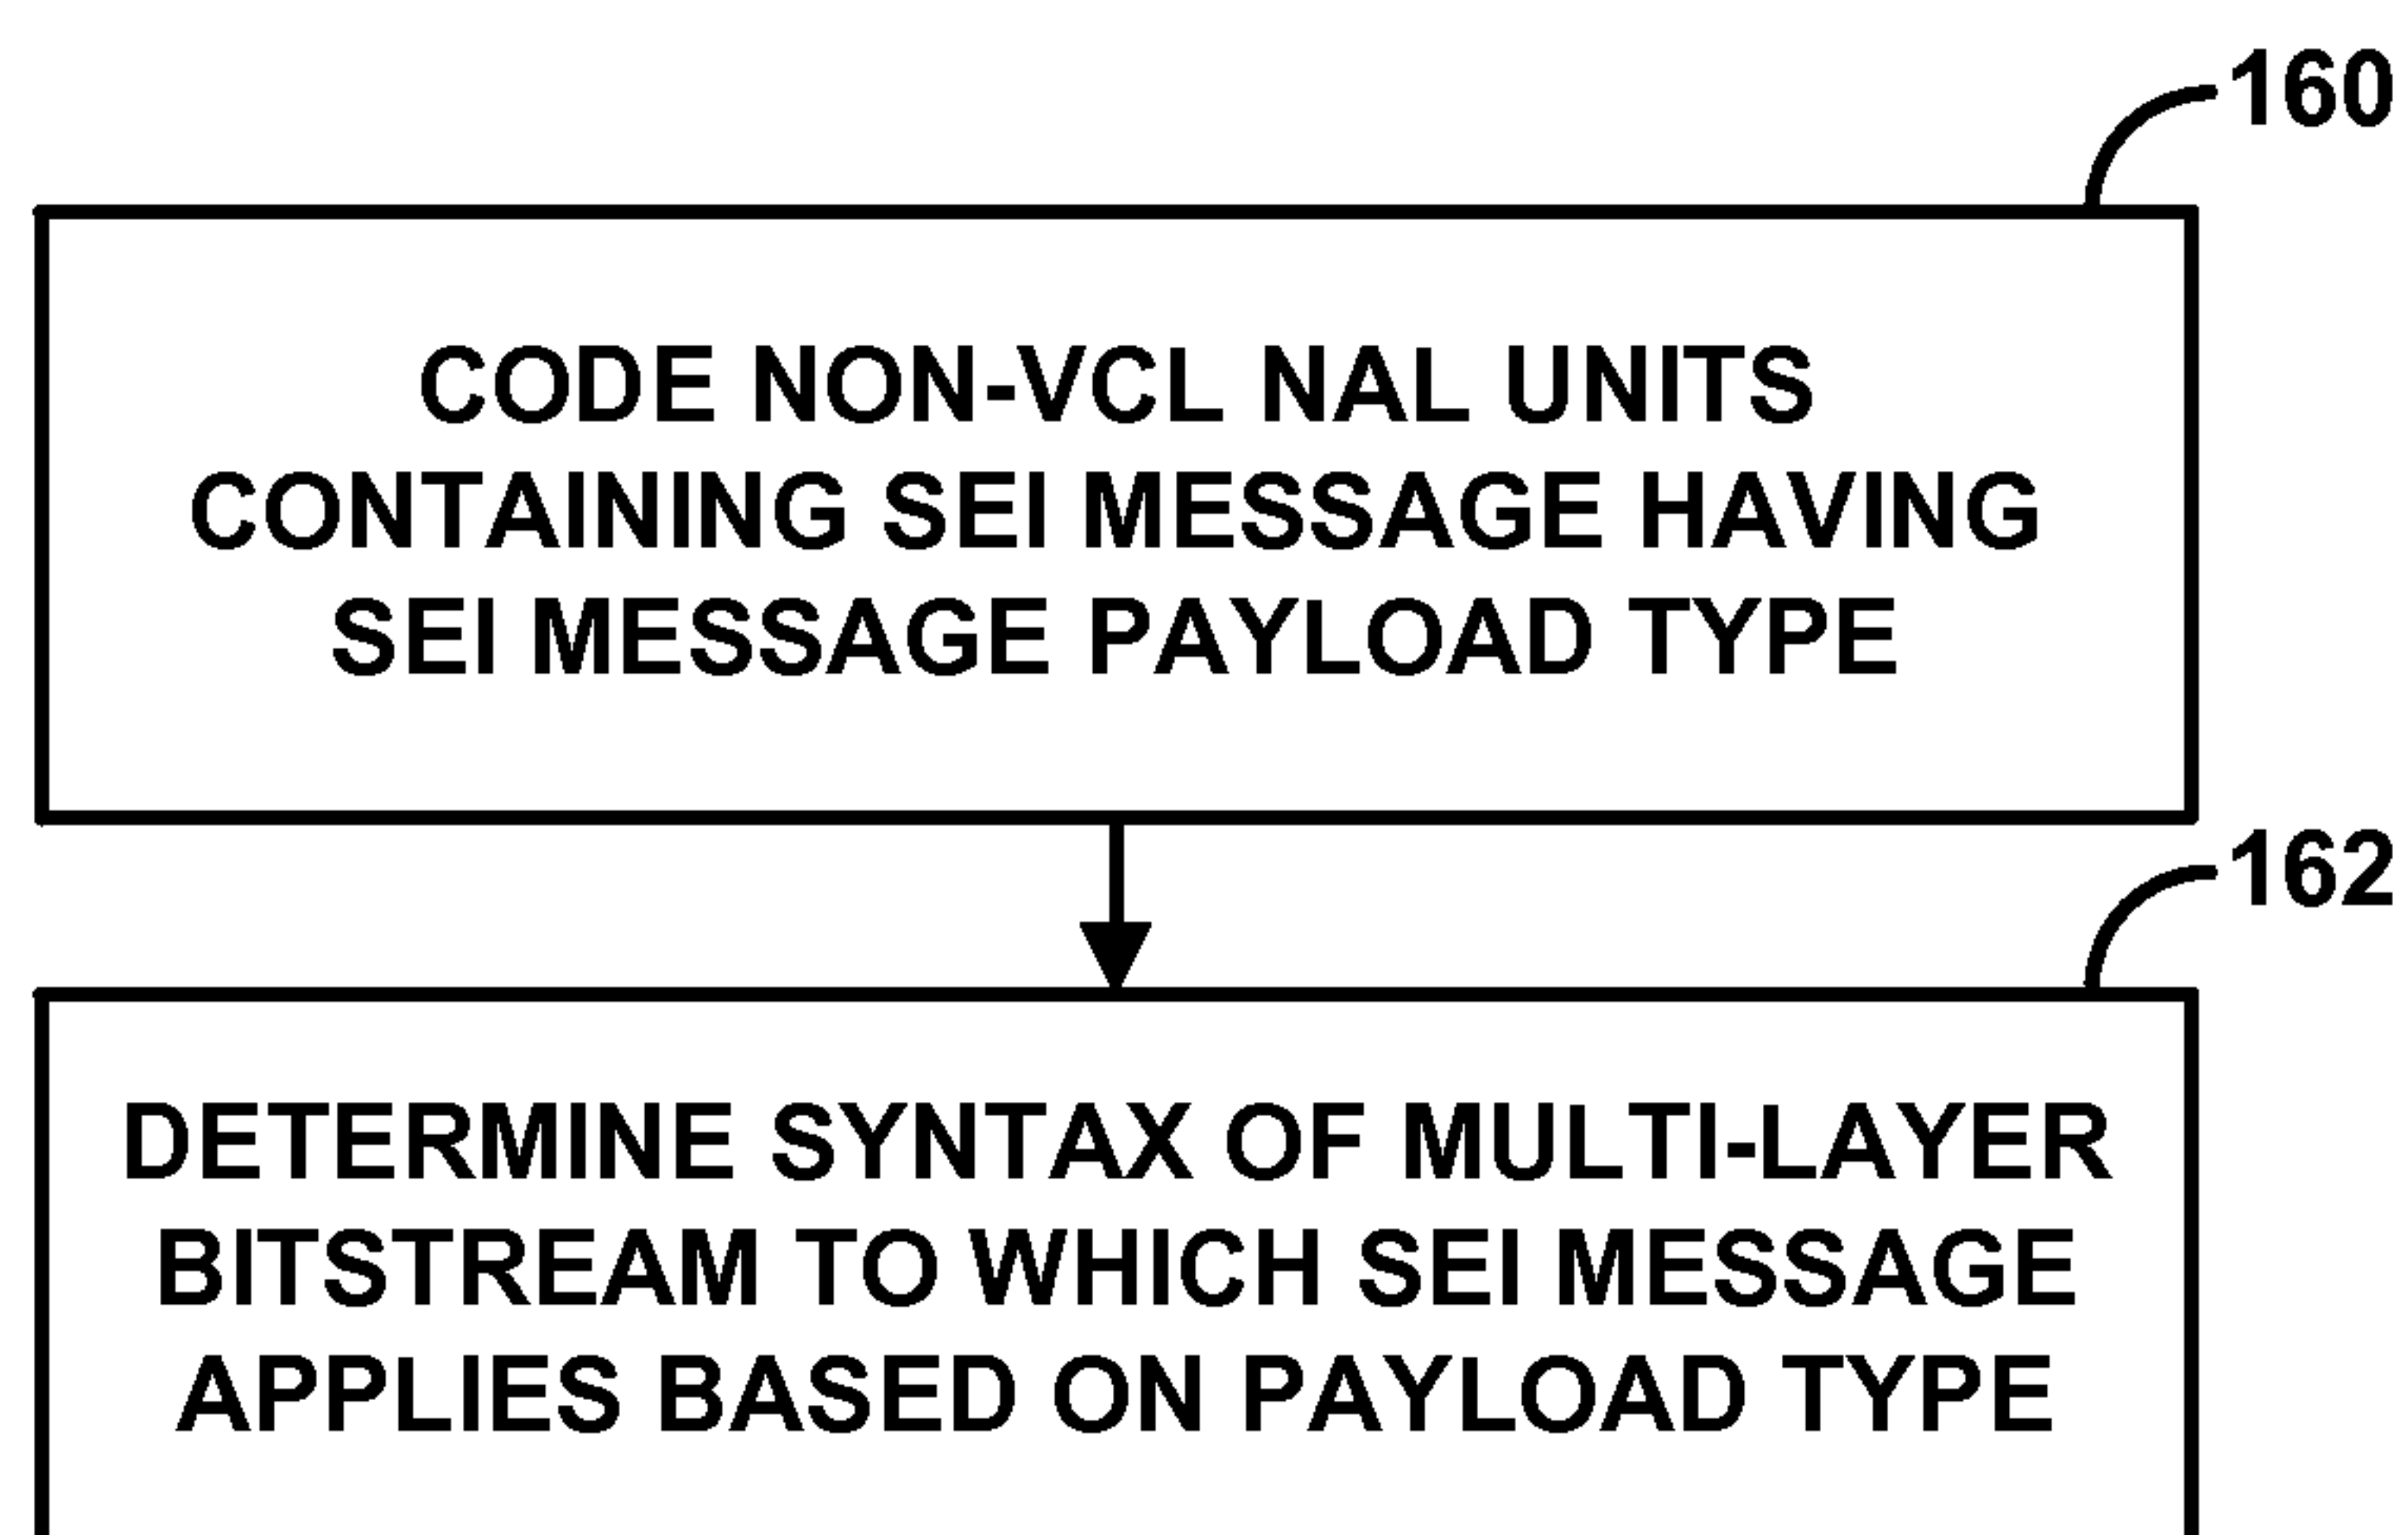 160
CODE NON-VCL NAL UNITS
CONTAINING SEI MESSAGE HAVING
SEI MESSAGE PAYLOAD TYPE
162
DETERMINE SYNTAX OF MULTI-LAYER
BITSTREAM TO WHICH SEI MESSAGE
APPLIES BASED ON PAYLOAD TYPE